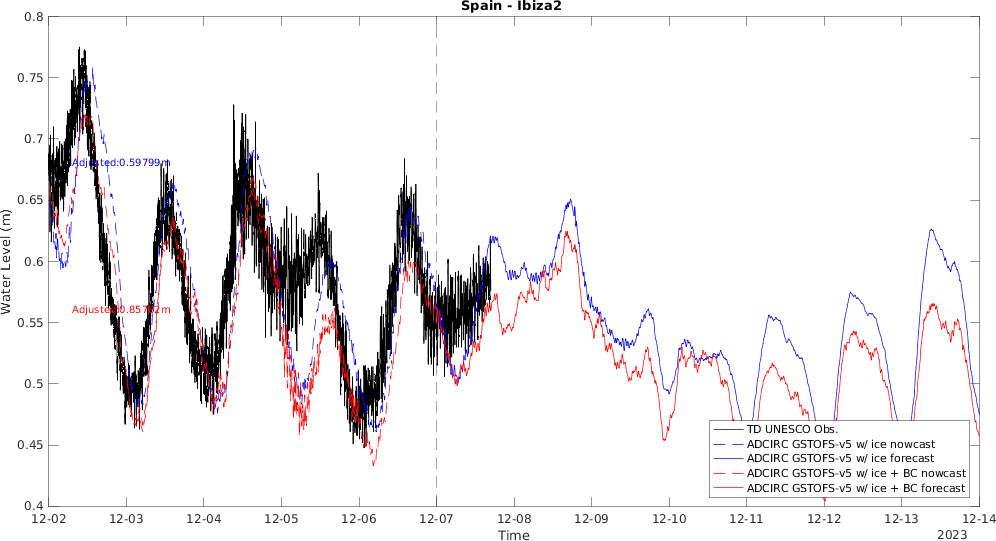 Spain - Ibiza2
0.8
0.75
0.7
0.65
0.6
0.55
0.5
0.45
0.4
Water Level (m)
Adjusted:0.59799m
TD UNESCO Obs.
ADCIRC GSTOFS-v5 w/ ice nowcast
ADCIRC GSTOFS-v5 w/ ice forecast
ADCIRC GSTOFS-v5 w/ ice + BC nowcast
ADCIRC GSTOFS-v5 w/ ice + BC forecast
12-02 12-03 12-04 12-05 12-06 12-07 12-08 12-09 12-10 12-11 12-12 12-13 12-14
Time
2023